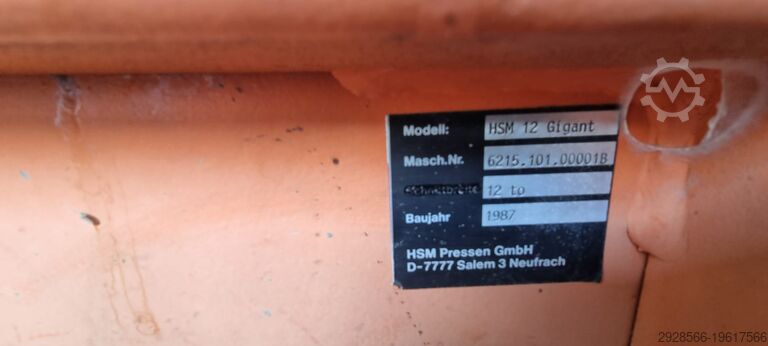 Modell: HSM 12 Gigant
Masch.Nr. 6215.101.00001B
12 to
Baujahr 1987
HSM Pressen GmbH
D-7777 Salem 3 Neufrach
2928566-19617566